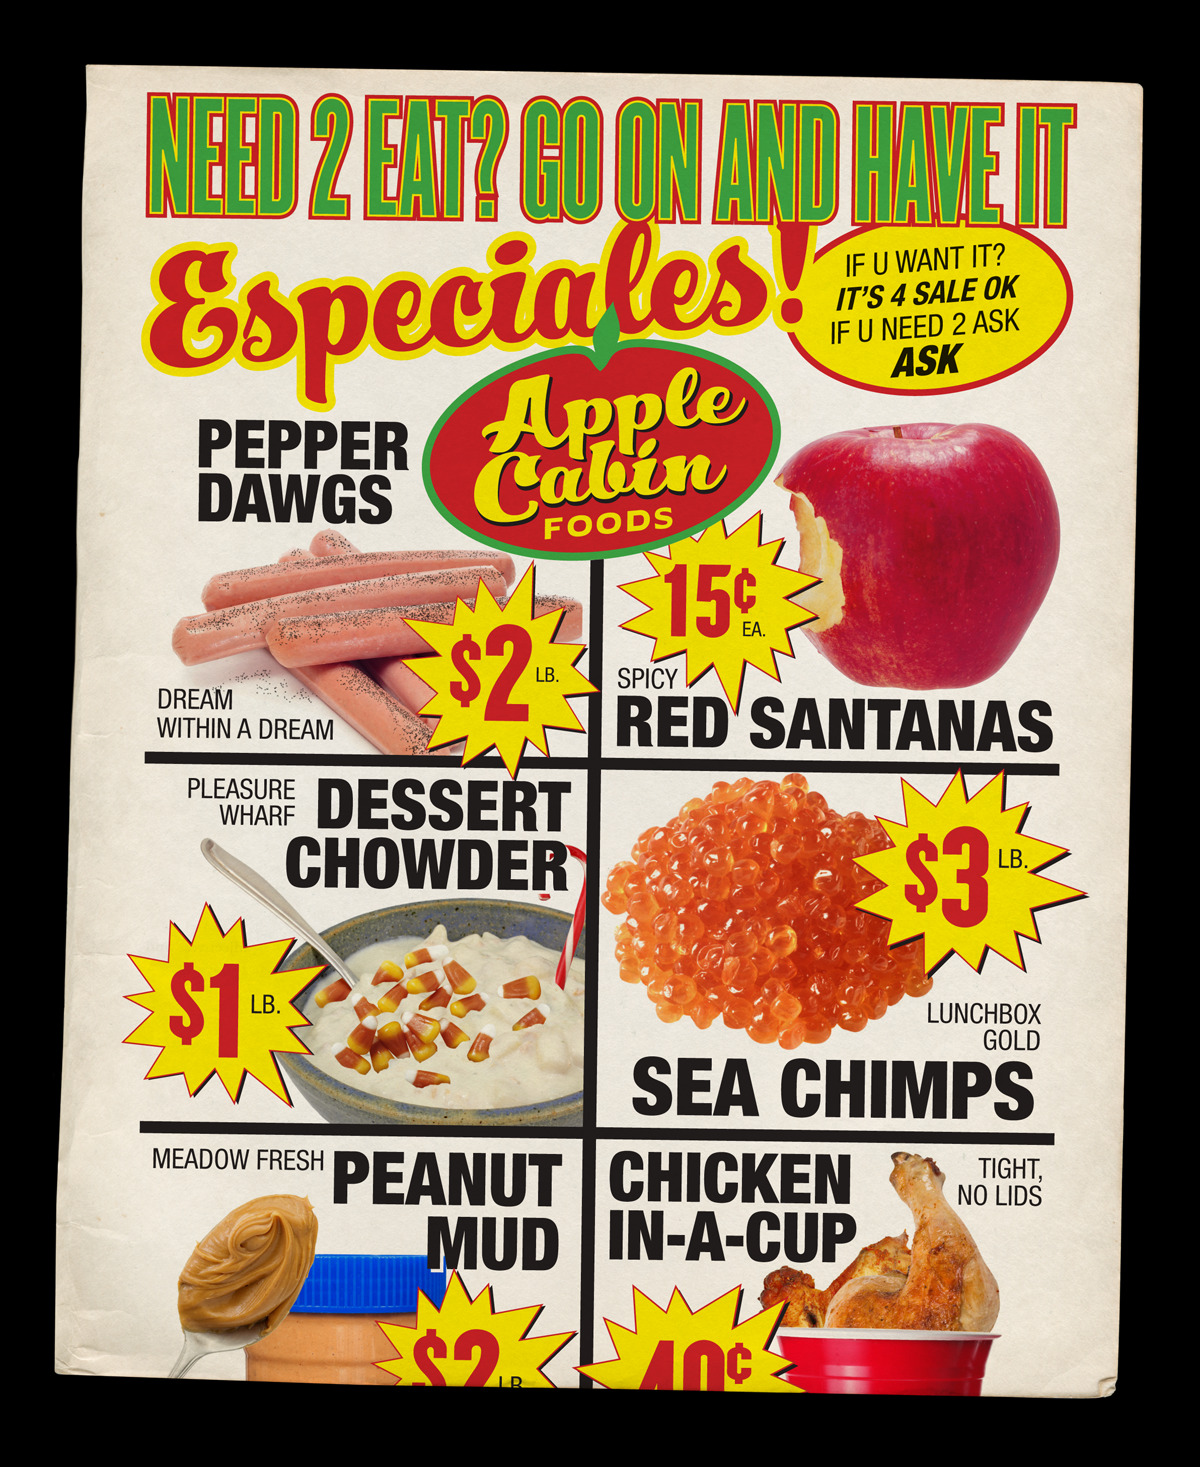 NEED 2 EAT? GO ON AND HAVE IT
Especiales!
IF U WANT IT?
IT'S 4 SALE OK
IF U NEED 2 ASK
ASK
Apple
Cabin
FOODS
PEPPER
DAWGS
$2 LB.
DREAM
WITHIN A DREAM
15¢ EA.
SPICY
RED SANTANAS
PLEASURE
WHARF
DESSERT
CHOWDER
$1 LB.
$3 LB.
LUNCHBOX
GOLD
SEA CHIMPS
MEADOW FRESH
PEANUT
MUD
$2 LB
CHICKEN
IN-A-CUP
TIGHT,
NO LIDS
40¢